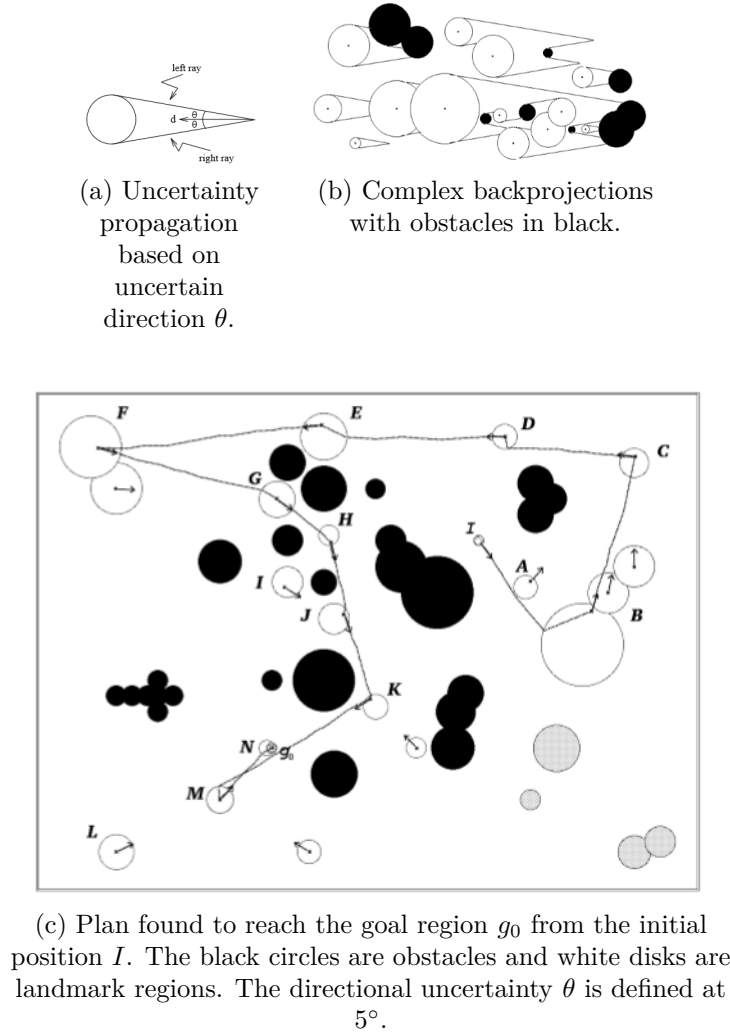 left ray
θ
d
θ
right ray
(a) Uncertainty
propagation
based on
uncertain
direction θ.
(b) Complex backprojections
with obstacles in black.
F
E
D
C
G
H
I
A
I
J
B
K
N
g₀
M
L
(c) Plan found to reach the goal region g₀ from the initial
position I. The black circles are obstacles and white disks are
landmark regions. The directional uncertainty θ is defined at
5°.